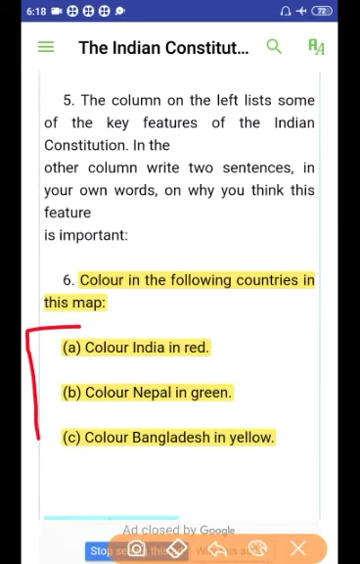 6:18
72
The Indian Constitut...
5. The column on the left lists some
of the key features of the Indian
Constitution. In the
other column write two sentences, in
your own words, on why you think this
feature
is important:
6. Colour in the following countries in
this map:
(a) Colour India in red.
(b) Colour Nepal in green.
(c) Colour Bangladesh in yellow.
Ad closed by Google
Stop